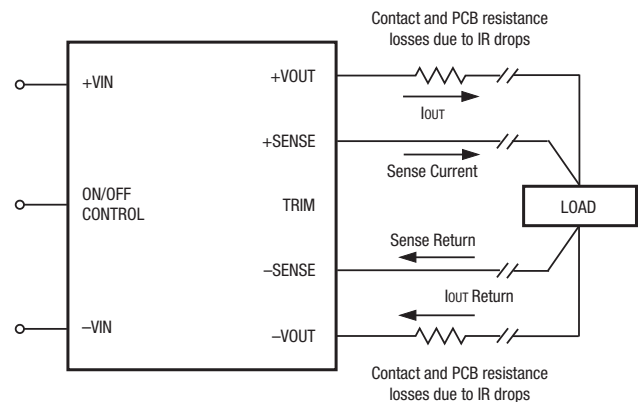 Contact and PCB resistance
losses due to IR drops
+VIN
+VOUT
IOUT
+SENSE
Sense Current
ON/OFF
CONTROL
TRIM
LOAD
Sense Return
–SENSE
IOUT Return
–VIN
–VOUT
Contact and PCB resistance
losses due to IR drops